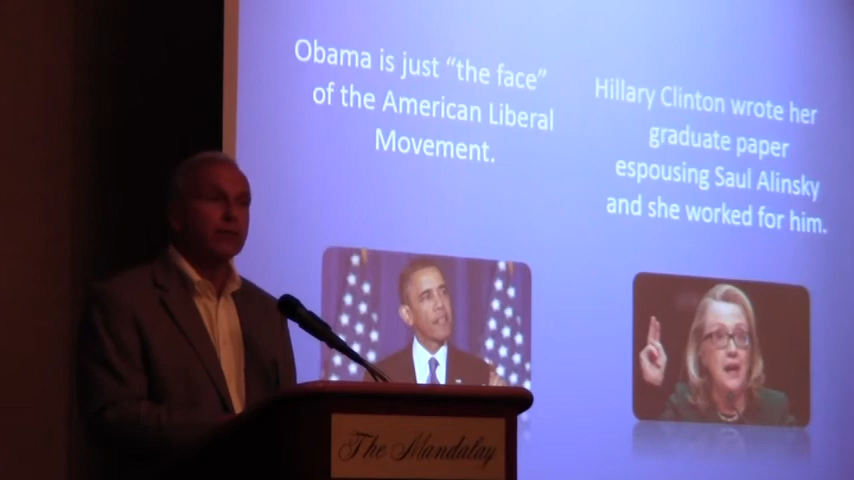 Obama is just “the face”
of the American Liberal
Movement.
Hillary Clinton wrote her
graduate paper
espousing Saul Alinsky
and she worked for him.
The Mandalay